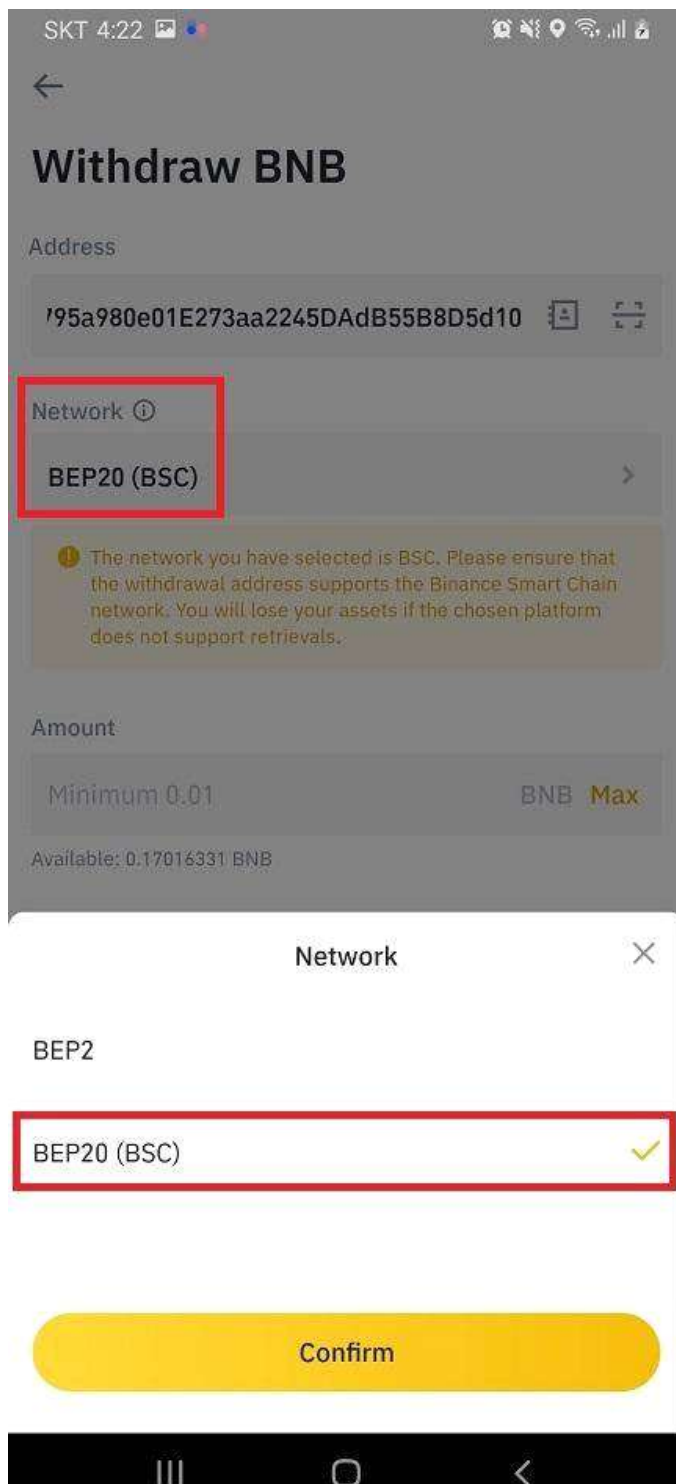 SKT 4:22
Withdraw BNB
Address
795a980e01E273aa2245DAdB55B8D5d10
Network
BEP20 (BSC)
The network you have selected is BSC. Please ensure that
the withdrawal address supports the Binance Smart Chain
network. You will lose your assets if the chosen platform
does not support retrievals.
Amount
Minimum 0.01 BNB Max
Available: 0.17016331 BNB
Network
BEP2
BEP20 (BSC)
Confirm